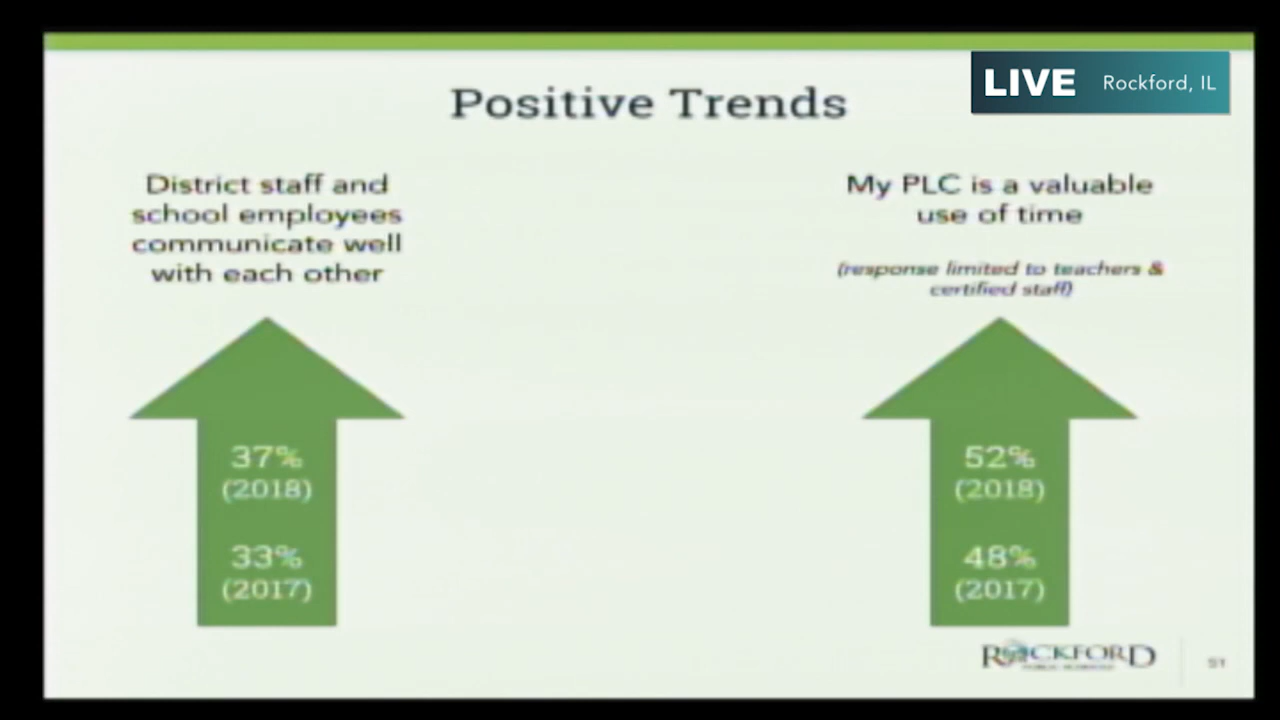 LIVE Rockford, IL
Positive Trends
District staff and
school employees
communicate well
with each other
37%
(2018)
33%
(2017)
My PLC is a valuable
use of time
(response limited to teachers &
certified staff)
52%
(2018)
48%
(2017)
ROCKFORD
PUBLIC SCHOOLS
51